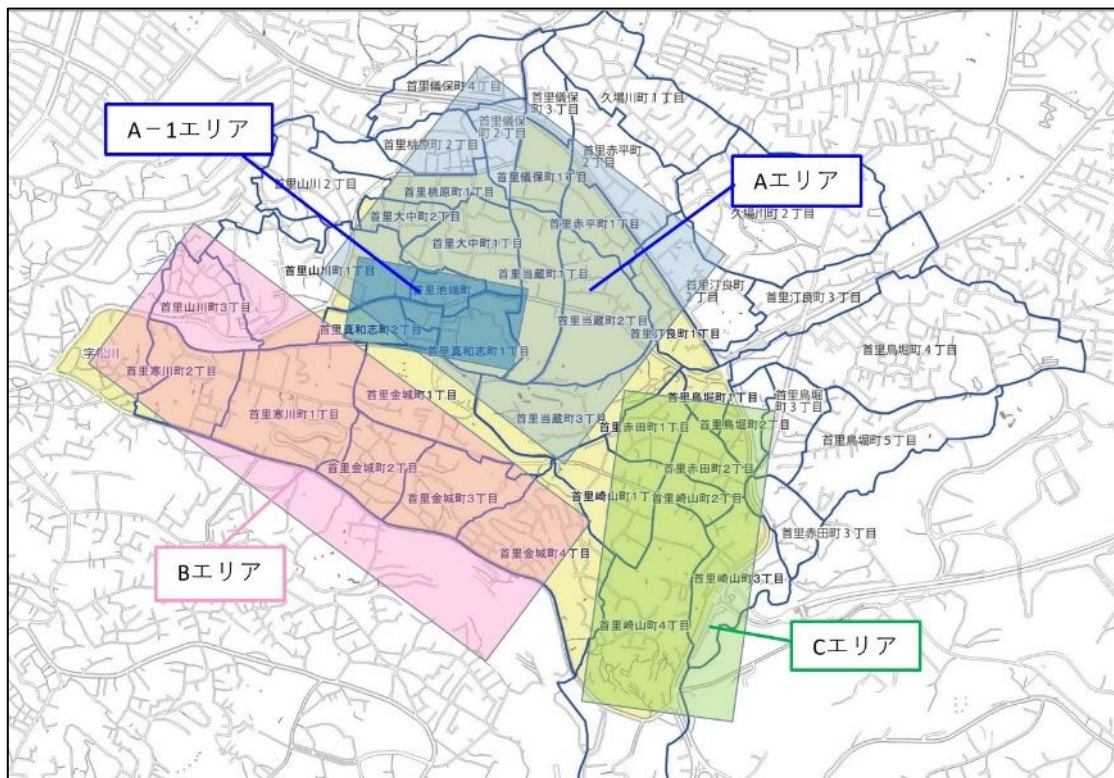 首里儀保町4丁目
首里儀保町
3丁目
久場川町1丁目
A－1エリア
首里儀保
町2丁目
首里桃原町2丁目
首里赤平町
2丁目
Aエリア
首里山川2丁目
首里桃原町1丁目
首里儀保町1丁目
久場川町2丁目
首里大中町2丁目
首里赤平町1丁目
首里大中町1丁目
首里山川町1丁目
首里当蔵町1丁目
首里汀良町
2丁目
首里池端町
首里汀良町3丁目
首里山川町3丁目
首里当蔵町2丁目
首里真和志町2丁目
首里汀良町1丁目
首里真和志町1丁目
首里鳥堀町4丁目
字松川
首里寒川町2丁目
首里金城町1丁目
首里鳥堀町1丁目
首里鳥堀
町3丁目
首里寒川町1丁目
首里当蔵町3丁目
首里赤田町1丁目
首里鳥堀町2丁目
首里鳥堀町5丁目
首里金城町2丁目
首里赤田町2丁目
首里金城町3丁目
首里崎山町1丁
首里崎山町2丁目
首里赤田町3丁目
首里金城町4丁目
Bエリア
首里崎山町3丁目
首里崎山町4丁目
Cエリア